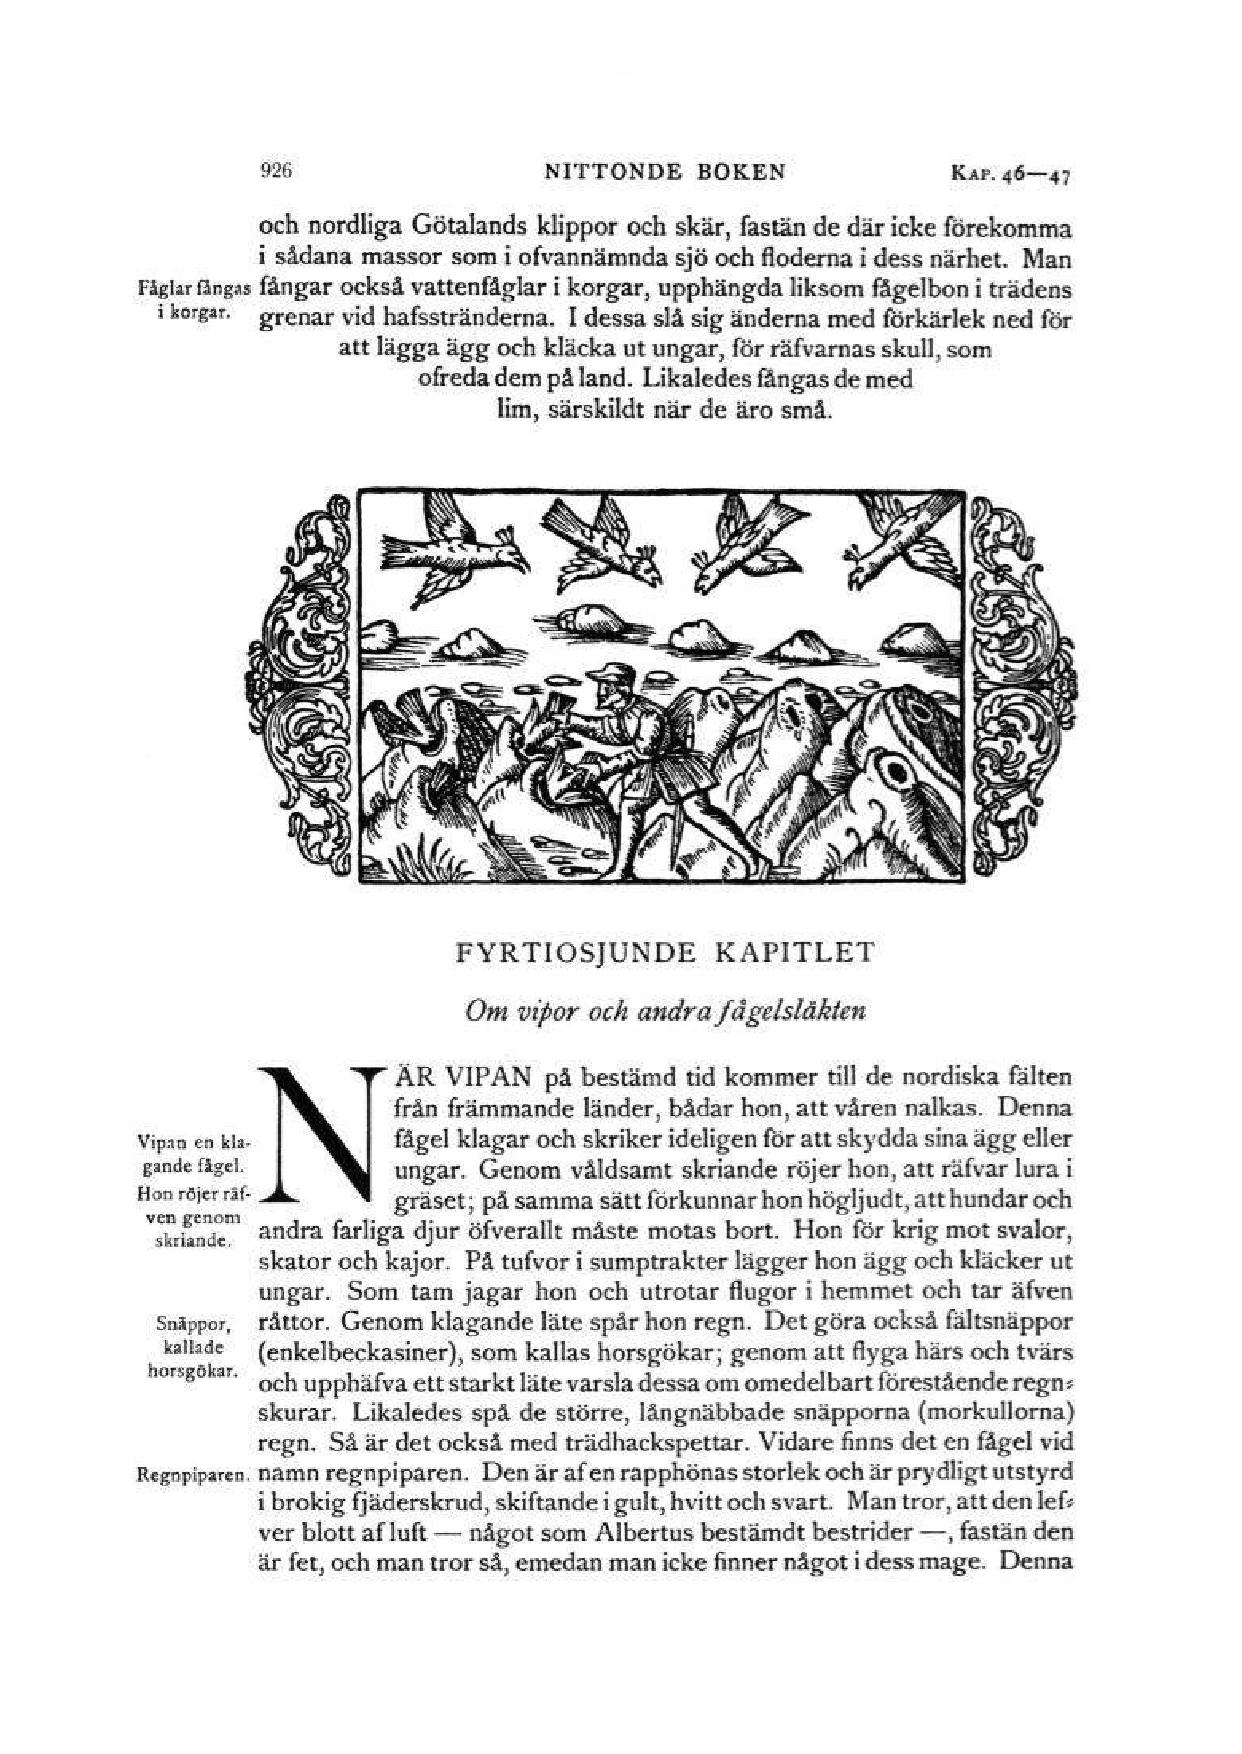 926 NITTONDE BOKEN KAP. 46—47
och nordliga Götalands klippor och skär, fastän de där icke förekomma
i sådana massor som i ofvannämnda sjö och floderna i dess närhet. Man
Fåglar fångas
i korgar.
fångar också vattenfåglar i korgar, upphängda liksom fågelbon i trädens
grenar vid hafsstränderna. I dessa slå sig änderna med förkärlek ned för
att lägga ägg och kläcka ut ungar, för räfvarnas skull, som
ofreda dem på land. Likaledes fångas de med
lim, särskildt när de äro små.
FYRTIOSJUNDE KAPITLET
Om vipor och andra fågelsläkten
NÄR VIPAN på bestämd tid kommer till de nordiska fälten
från främmande länder, bådar hon, att våren nalkas. Denna
Vipan en kla-
gande fågel.
Hon röjer räf-
ven genom
skriande.
fågel klagar och skriker ideligen för att skydda sina ägg eller
ungar. Genom våldsamt skriande röjer hon, att räfvar lura i
gräset; på samma sätt förkunnar hon högljudt, att hundar och
andra farliga djur öfverallt måste motas bort. Hon för krig mot svalor,
skator och kajor. På tufvor i sumptrakter lägger hon ägg och kläcker ut
ungar. Som tam jagar hon och utrotar flugor i hemmet och tar äfven
Snäppor,
kallade
horsgökar.
råttor. Genom klagande läte spår hon regn. Det göra också fältsnäppor
(enkelbeckasiner), som kallas horsgökar; genom att flyga härs och tvärs
och upphäfva ett starkt läte varsla dessa om omedelbart förestående regn-
skurar. Likaledes spå de större, långnäbbade snäpporna (morkullorna)
regn. Så är det också med trädhackspettar. Vidare finns det en fågel vid
Regnpiparen.
namn regnpiparen. Den är af en rapphönas storlek och är prydligt utstyrd
i brokig fjäderskrud, skiftande i gult, hvitt och svart. Man tror, att den lef-
ver blott af luft — något som Albertus bestämdt bestrider —, fastän den
är fet, och man tror så, emedan man icke finner något i dess mage. Denna